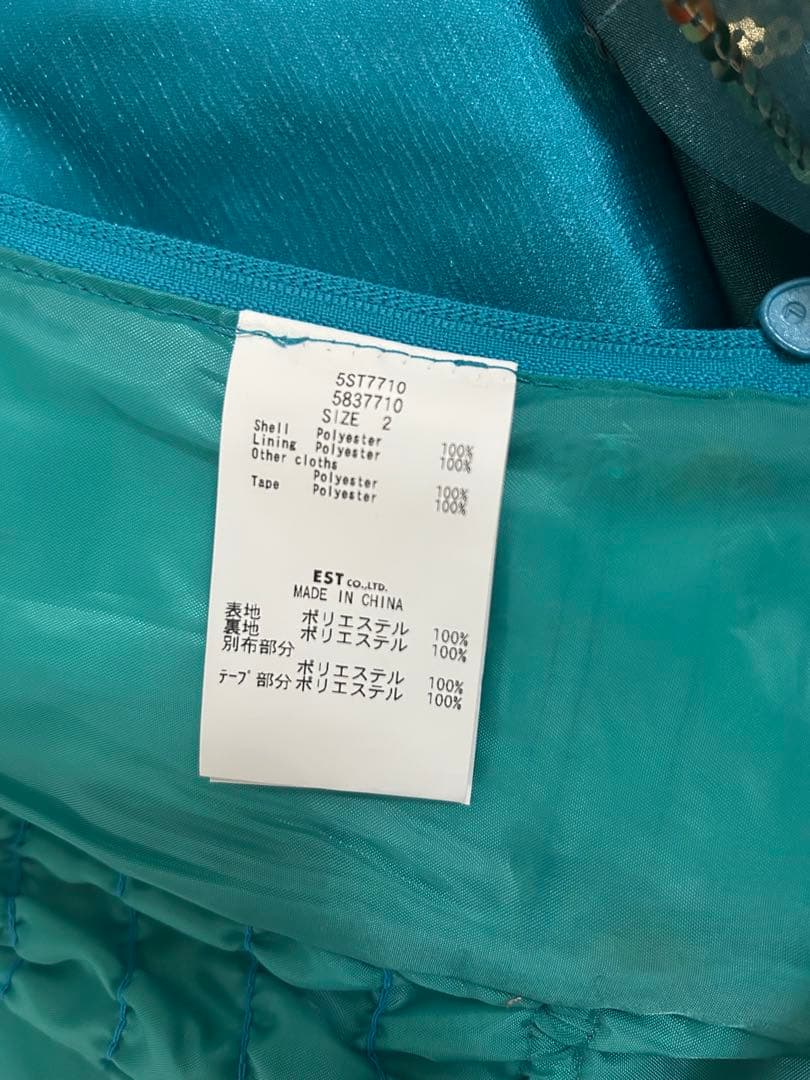 5ST7710
5837710
SIZE 2
Shell Polyester 100%
Lining Polyester 100%
Other cloths
Polyester 100%
Tape Polyester 100%
EST CO.,LTD.
MADE IN CHINA
表地 ポリエステル 100%
裏地 ポリエステル 100%
別布部分
ポリエステル 100%
テープ部分 ポリエステル 100%